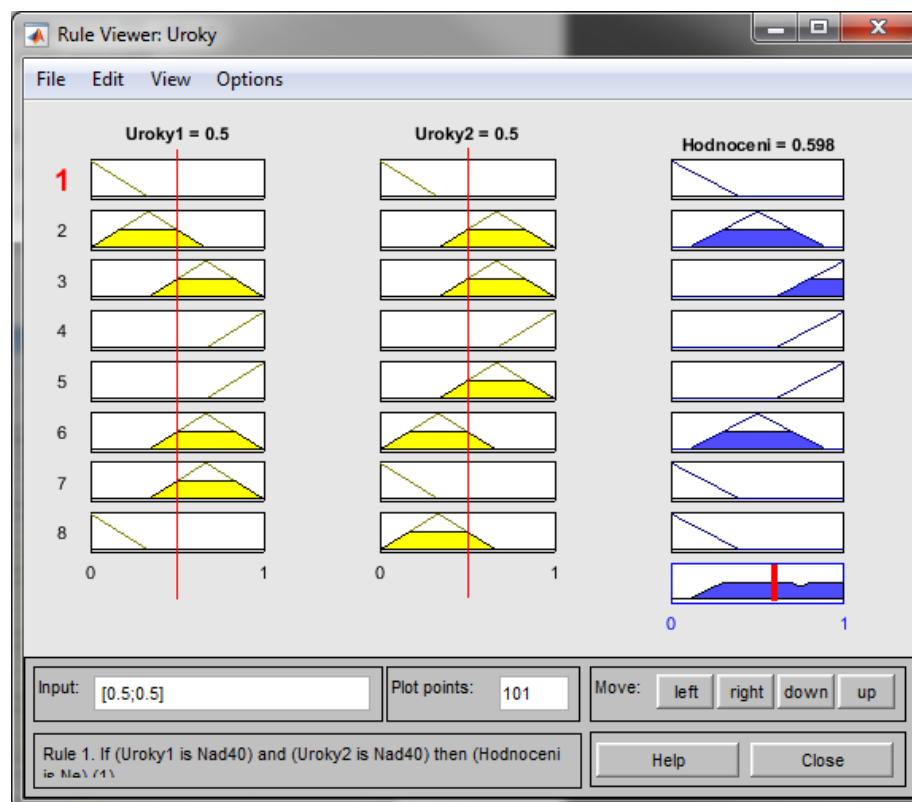 Rule Viewer: Uroky
File Edit View Options
Uroky1 = 0.5 Uroky2 = 0.5 Hodnoceni = 0.598
1
2
3
4
5
6
7
8
0 1 0 1
0 1
Input: [0.5;0.5] Plot points: 101 Move: left right down up
Rule 1. If (Uroky1 is Nad40) and (Uroky2 is Nad40) then (Hodnoceni
is Ne) (1)
Help Close